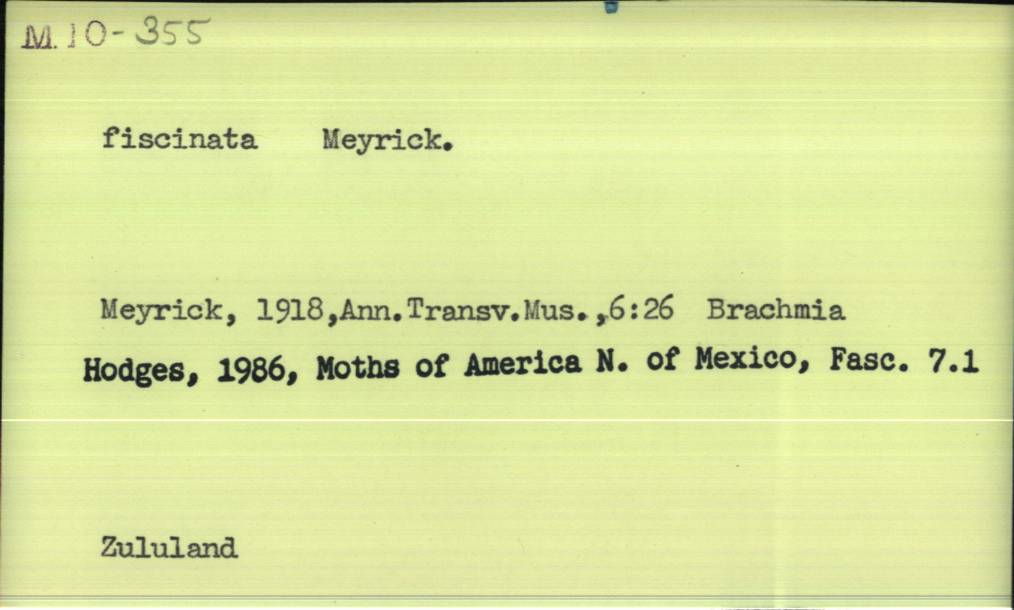 M.10-355
fiscinata Meyrick.
Meyrick, 1918,Ann.Transv.Mus.,6:26 Brachmia
Hodges, 1986, Moths of America N. of Mexico, Fasc. 7.1
Zululand